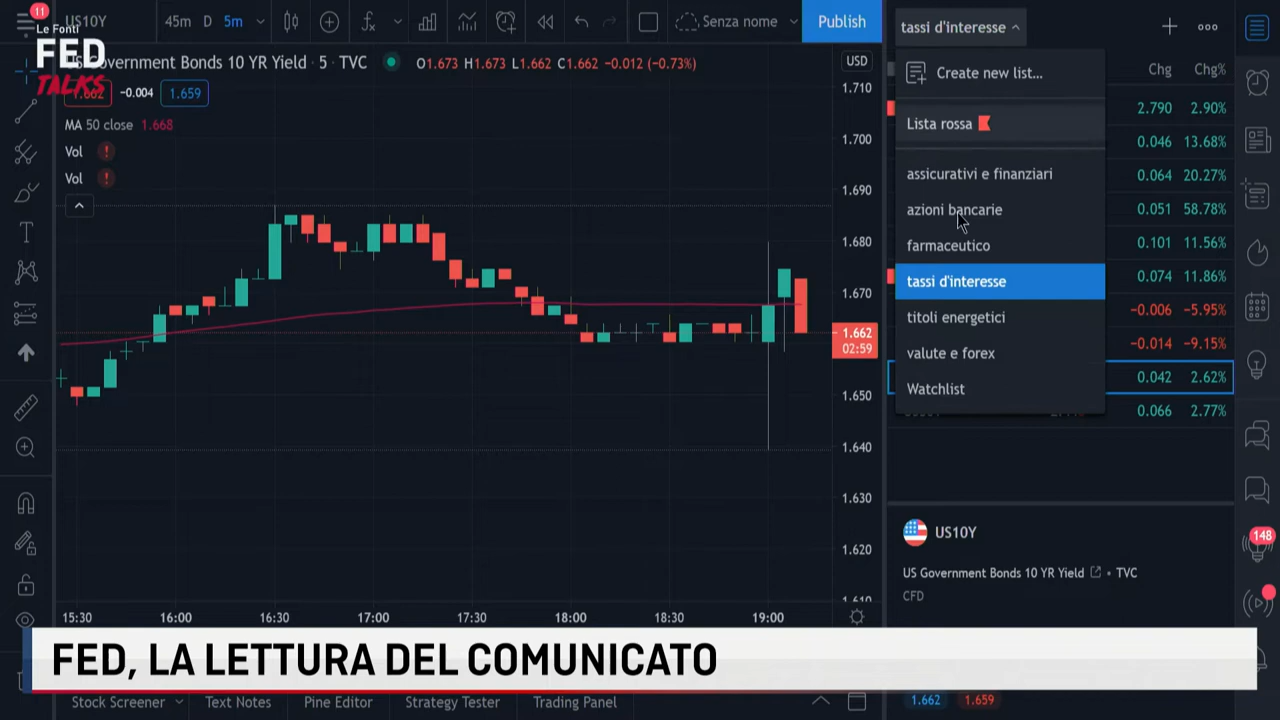 11
US10Y
45m D 5m
Senza nome
Publish
tassi d'interesse
Le Fonti
FED
TALKS
US Government Bonds 10 YR Yield · 5 · TVC
O1.673 H1.673 L1.662 C1.662 −0.012 (−0.73%)
USD
1.662 −0.004 1.659
MA 50 close 1.668
Vol
Vol
1.710
1.700
1.690
1.680
1.670
1.662
02:59
1.650
1.640
1.630
1.620
1.610
15:30 16:00 16:30 17:00 17:30 18:00 18:30 19:00
Create new list...
Lista rossa
assicurativi e finanziari
azioni bancarie
farmaceutico
tassi d'interesse
titoli energetici
valute e forex
Watchlist
Chg Chg%
2.790 2.90%
0.046 13.68%
0.064 20.27%
0.051 58.78%
0.101 11.56%
0.074 11.86%
−0.006 −5.95%
−0.014 −9.15%
0.042 2.62%
0.066 2.77%
US10Y
US Government Bonds 10 YR Yield • TVC
CFD
148
FED, LA LETTURA DEL COMUNICATO
Stock Screener Text Notes Pine Editor Strategy Tester Trading Panel
1.662 1.659